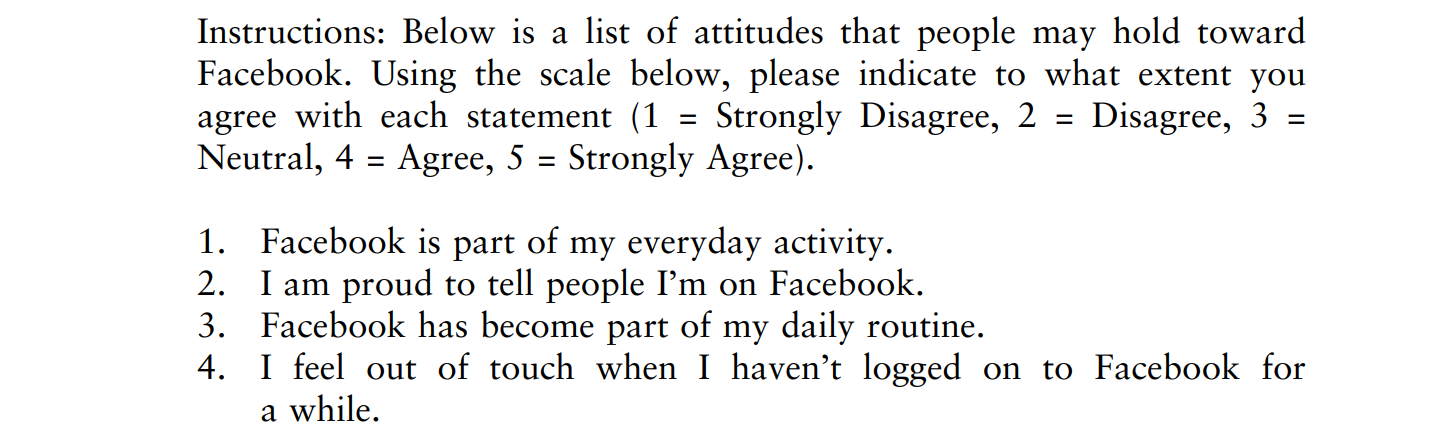 Instructions: Below is a list of attitudes that people may hold toward
Facebook. Using the scale below, please indicate to what extent you
agree with each statement (1 = Strongly Disagree, 2 = Disagree, 3 =
Neutral, 4 = Agree, 5 = Strongly Agree).
1. Facebook is part of my everyday activity.
2. I am proud to tell people I’m on Facebook.
3. Facebook has become part of my daily routine.
4. I feel out of touch when I haven’t logged on to Facebook for
a while.